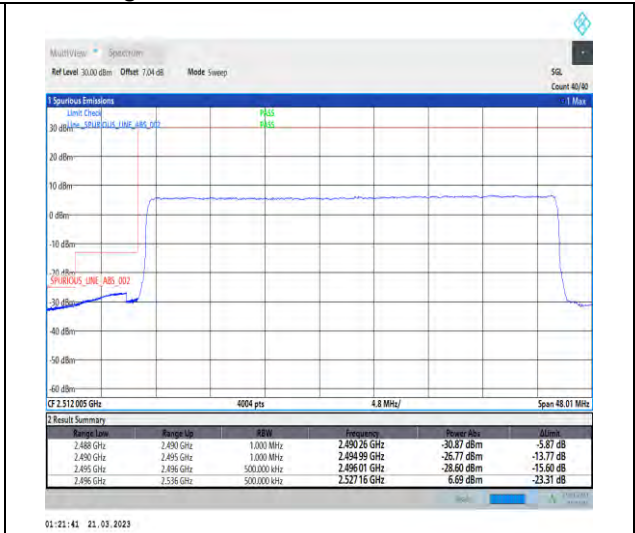 MultiView Spectrum
Ref Level 30.00 dBm Offset 7.04 dB Mode Sweep SGL
Count 40/40
1 Spurious Emissions 1 Max
Limit Check PASS
Line _SPURIOUS_LINE_ABS_002 PASS
30 dBm
20 dBm
10 dBm
0 dBm
-10 dBm
-20 dBm
SPURIOUS_LINE_ABS_002
-30 dBm
-40 dBm
-50 dBm
-60 dBm
CF 2.512 005 GHz 4004 pts 4.8 MHz/ Span 48.01 MHz
2 Result Summary
Range Low Range Up RBW Frequency Power Abs ΔLimit
2.488 GHz 2.490 GHz 1.000 MHz 2.490 26 GHz -30.87 dBm -5.87 dB
2.490 GHz 2.495 GHz 1.000 MHz 2.494 99 GHz -26.77 dBm -13.77 dB
2.495 GHz 2.496 GHz 500.000 kHz 2.496 01 GHz -28.60 dBm -15.60 dB
2.496 GHz 2.536 GHz 500.000 kHz 2.527 16 GHz 6.69 dBm -23.31 dB
01:21:41 21.03.2023